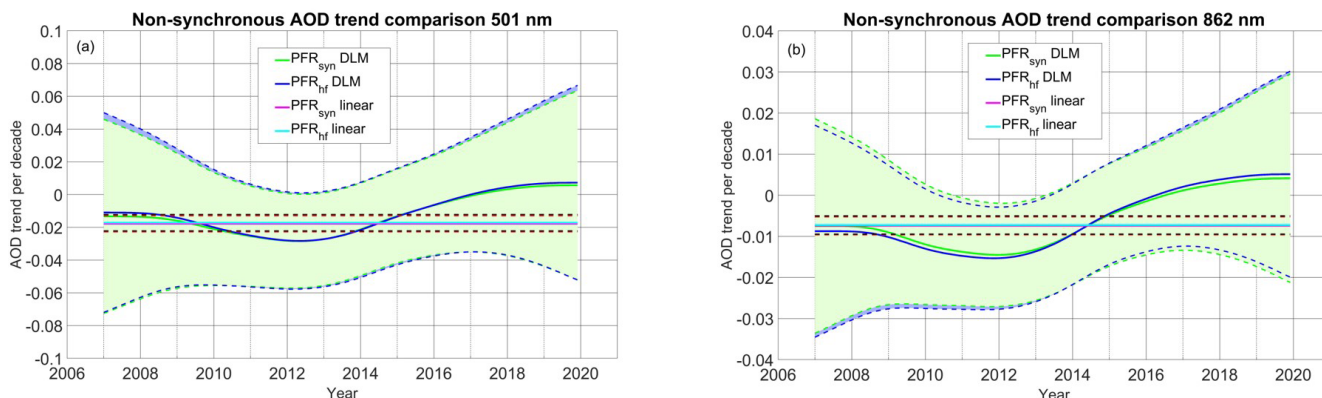 Non-synchronous AOD trend comparison 501 nm
(a)
PFRsyn DLM
PFRhf DLM
PFRsyn linear
PFRhf linear
AOD trend per decade
0.1
0.08
0.06
0.04
0.02
0
-0.02
-0.04
-0.06
-0.08
-0.1
2006 2008 2010 2012 2014 2016 2018 2020
Year
Non-synchronous AOD trend comparison 862 nm
(b)
PFRsyn DLM
PFRhf DLM
PFRsyn linear
PFRhf linear
AOD trend per decade
0.04
0.03
0.02
0.01
0
-0.01
-0.02
-0.03
-0.04
2006 2008 2010 2012 2014 2016 2018 2020
Year